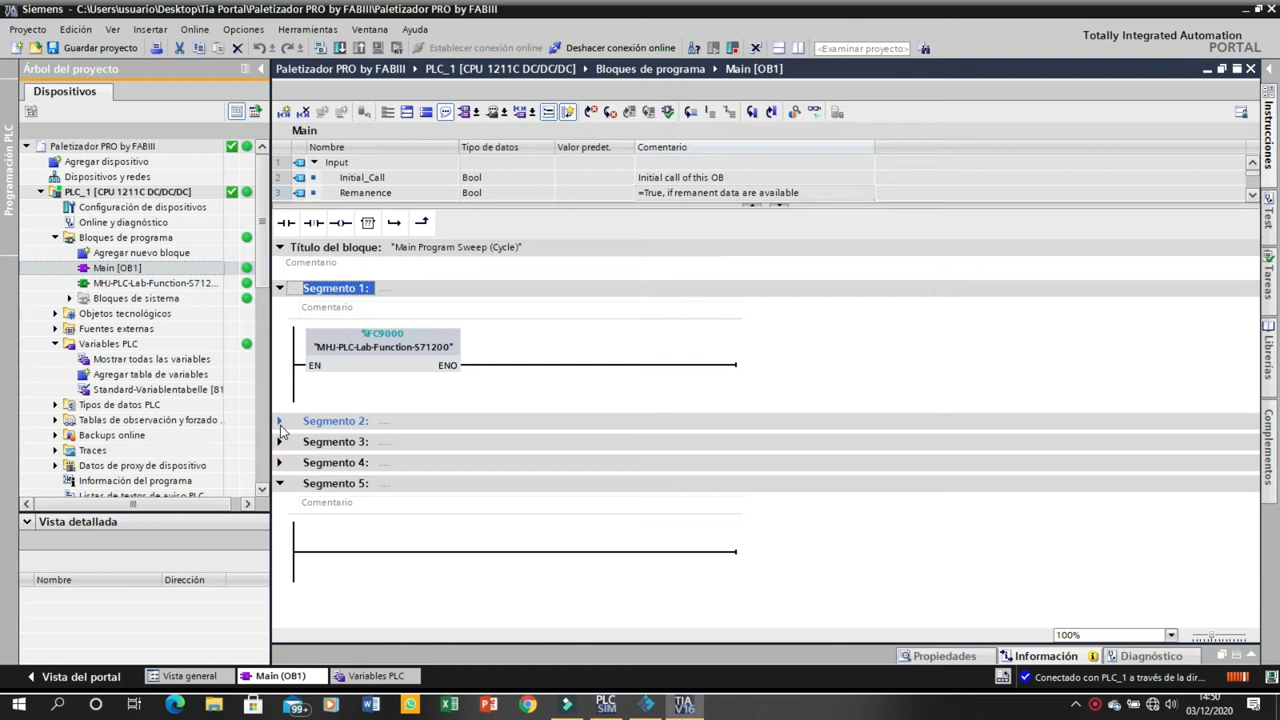 Siemens - C:\Users\usuario\Desktop\Tia Portal\Paletizador PRO by FABIII\Paletizador PRO by FABIII
Proyecto Edición Ver Insertar Online Opciones Herramientas Ventana Ayuda
Totally Integrated Automation
PORTAL
Guardar proyecto
Establecer conexión online
Deshacer conexión online
<Examinar proyecto>
Árbol del proyecto
Paletizador PRO by FABIII
PLC_1 [CPU 1211C DC/DC/DC]
Bloques de programa
Main [OB1]
Dispositivos
Programación PLC
Paletizador PRO by FABIII
Agregar dispositivo
Dispositivos y redes
PLC_1 [CPU 1211C DC/DC/DC]
Configuración de dispositivos
Online y diagnóstico
Bloques de programa
Agregar nuevo bloque
Main [OB1]
MHJ-PLC-Lab-Function-S712...
Bloques de sistema
Objetos tecnológicos
Fuentes externas
Variables PLC
Mostrar todas las variables
Agregar tabla de variables
Standard-Variablentabelle [81
Tipos de datos PLC
Tablas de observación y forzado ..
Backups online
Traces
Datos de proxy de dispositivo
Información del programa
Listas de textos de aviso PLC
Vista detallada
Nombre Dirección
Main
Nombre Tipo de datos Valor predet. Comentario
1 Input
2 Initial_Call Bool Initial call of this OB
3 Remanence Bool =True, if remanent data are available
??
Título del bloque: "Main Program Sweep (Cycle)"
Comentario
Segmento 1: .....
Comentario
%FC9000
"MHJ-PLC-Lab-Function-S71200"
EN ENO
Segmento 2: .....
Segmento 3: .....
Segmento 4: .....
Segmento 5: .....
Comentario
100%
Propiedades
Información
Diagnóstico
Instrucciones
Test
Tareas
Librerías
Complementos
Vista del portal
Vista general
Main (OB1)
Variables PLC
Conectado con PLC_1 a través de la dir...
99+
PLC
SIM
TIA
V16
14:50
03/12/2020